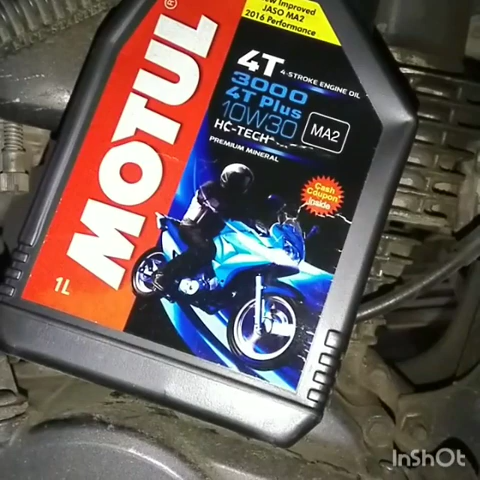 Improved
JASO MA2
2016 Performance
MOTUL®
4T 4-STROKE ENGINE OIL
3000
4T Plus
10W30
MA2
HC-TECH
PREMIUM MINERAL
Cash
Coupon
inside
1L
InShOt